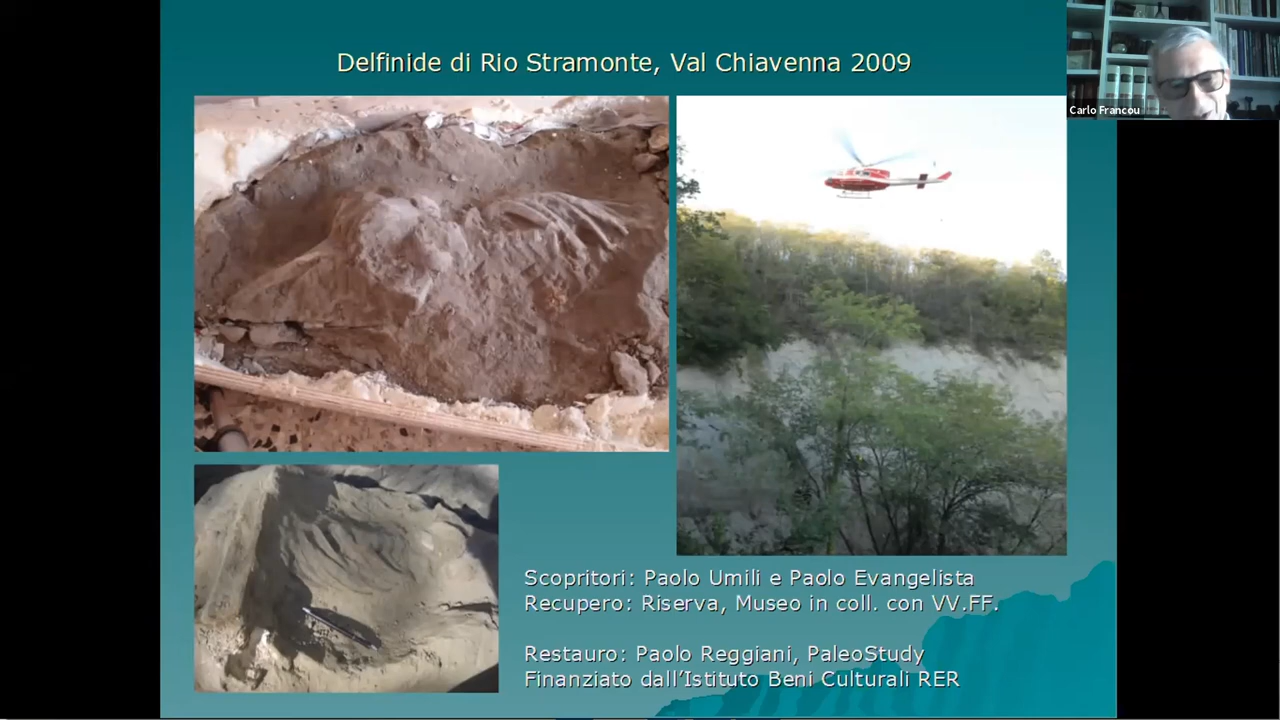 Delfinide di Rio Stramonte, Val Chiavenna 2009
Carlo Francou
Scopritori: Paolo Umili e Paolo Evangelista
Recupero: Riserva, Museo in coll. con VV.FF.
Restauro: Paolo Reggiani, PaleoStudy
Finanziato dall'Istituto Beni Culturali RER